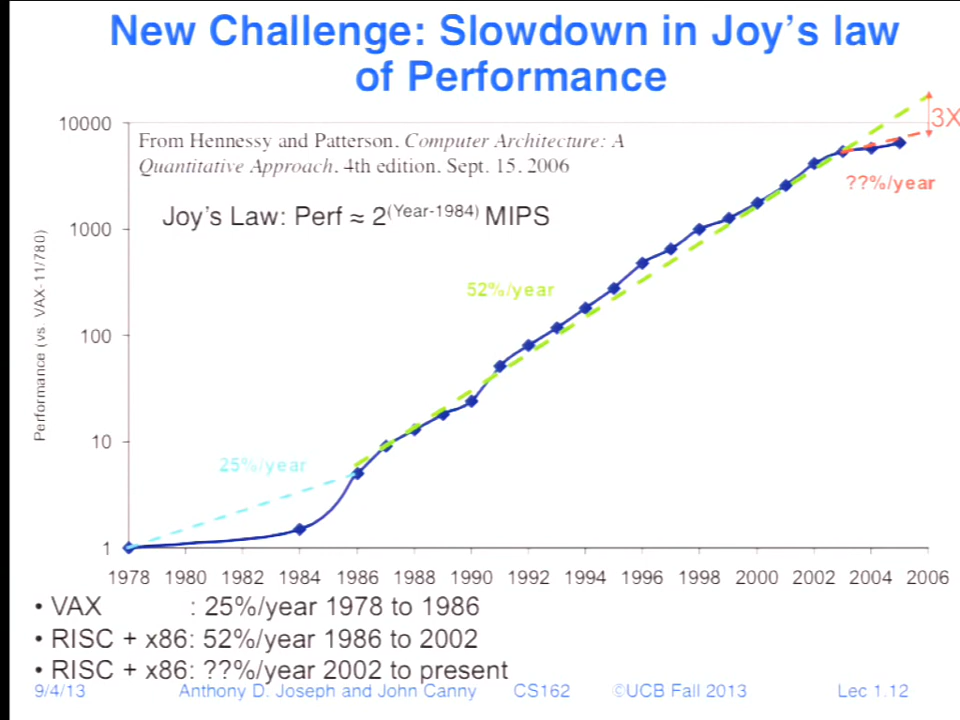 New Challenge: Slowdown in Joy's law
of Performance
10000
1000
100
10
1
Performance (vs VAX-11/780)
From Hennessy and Patterson, Computer Architecture: A
Quantitative Approach, 4th edition, Sept. 15, 2006
Joy's Law: Perf ≈ 2(Year-1984) MIPS
3X
??%/year
52%/year
25%/year
1978 1980 1982 1984 1986 1988 1990 1992 1994 1996 1998 2000 2002 2004 2006
• VAX : 25%/year 1978 to 1986
• RISC + x86: 52%/year 1986 to 2002
• RISC + x86: ??%/year 2002 to present
9/4/13 Anthony D. Joseph and John Canny CS162 ©UCB Fall 2013 Lec 1.12